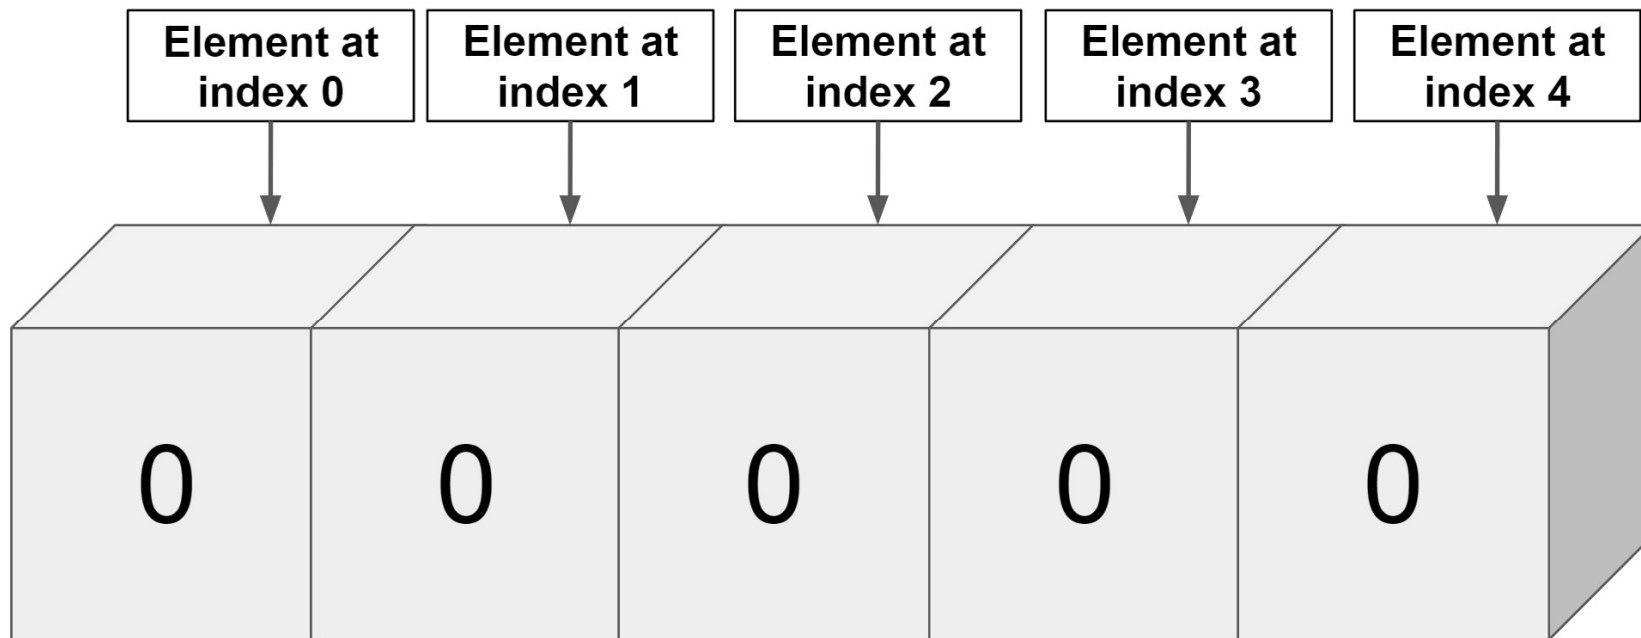 Element at
index 0
Element at
index 1
Element at
index 2
Element at
index 3
Element at
index 4
0 0 0 0 0